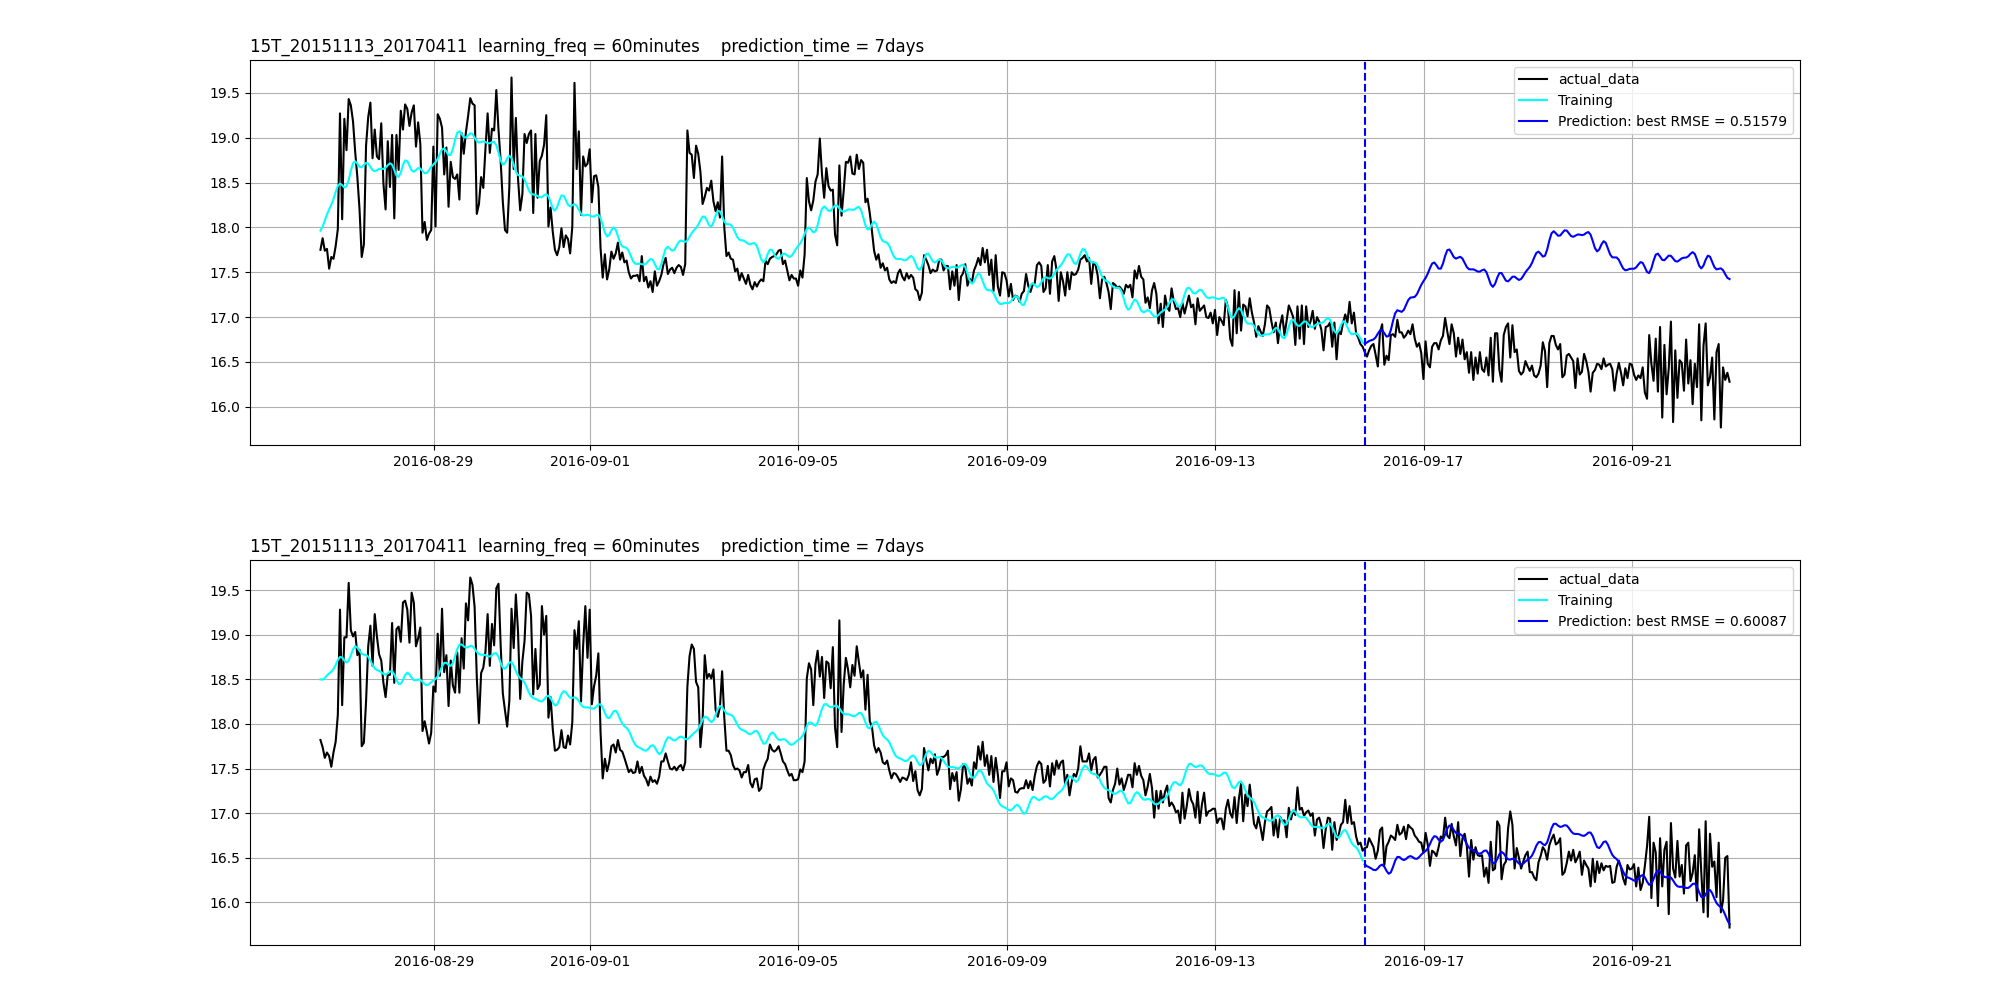 15T_20151113_20170411 learning_freq = 60minutes prediction_time = 7days
actual_data
Training
Prediction: best RMSE = 0.51579
19.5
19.0
18.5
18.0
17.5
17.0
16.5
16.0
2016-08-29 2016-09-01 2016-09-05 2016-09-09 2016-09-13 2016-09-17 2016-09-21
15T_20151113_20170411 learning_freq = 60minutes prediction_time = 7days
actual_data
Training
Prediction: best RMSE = 0.60087
19.5
19.0
18.5
18.0
17.5
17.0
16.5
16.0
2016-08-29 2016-09-01 2016-09-05 2016-09-09 2016-09-13 2016-09-17 2016-09-21